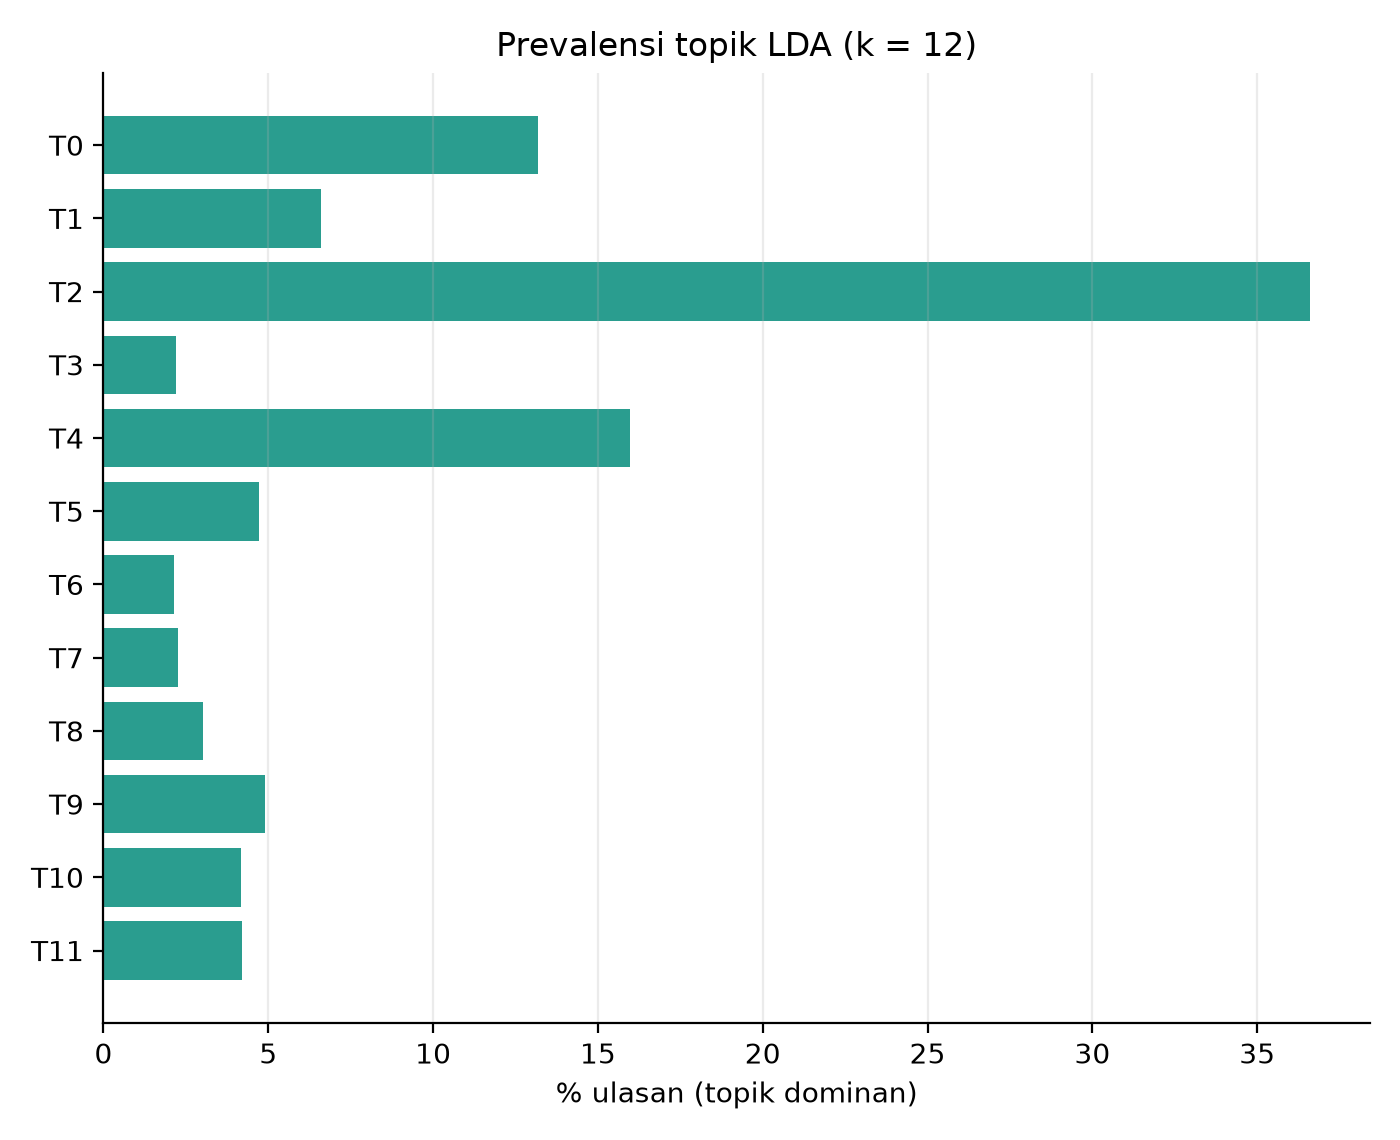 Prevalensi topik LDA (k = 12)
T0
T1
T2
T3
T4
T5
T6
T7
T8
T9
T10
T11
0 5 10 15 20 25 30 35
% ulasan (topik dominan)